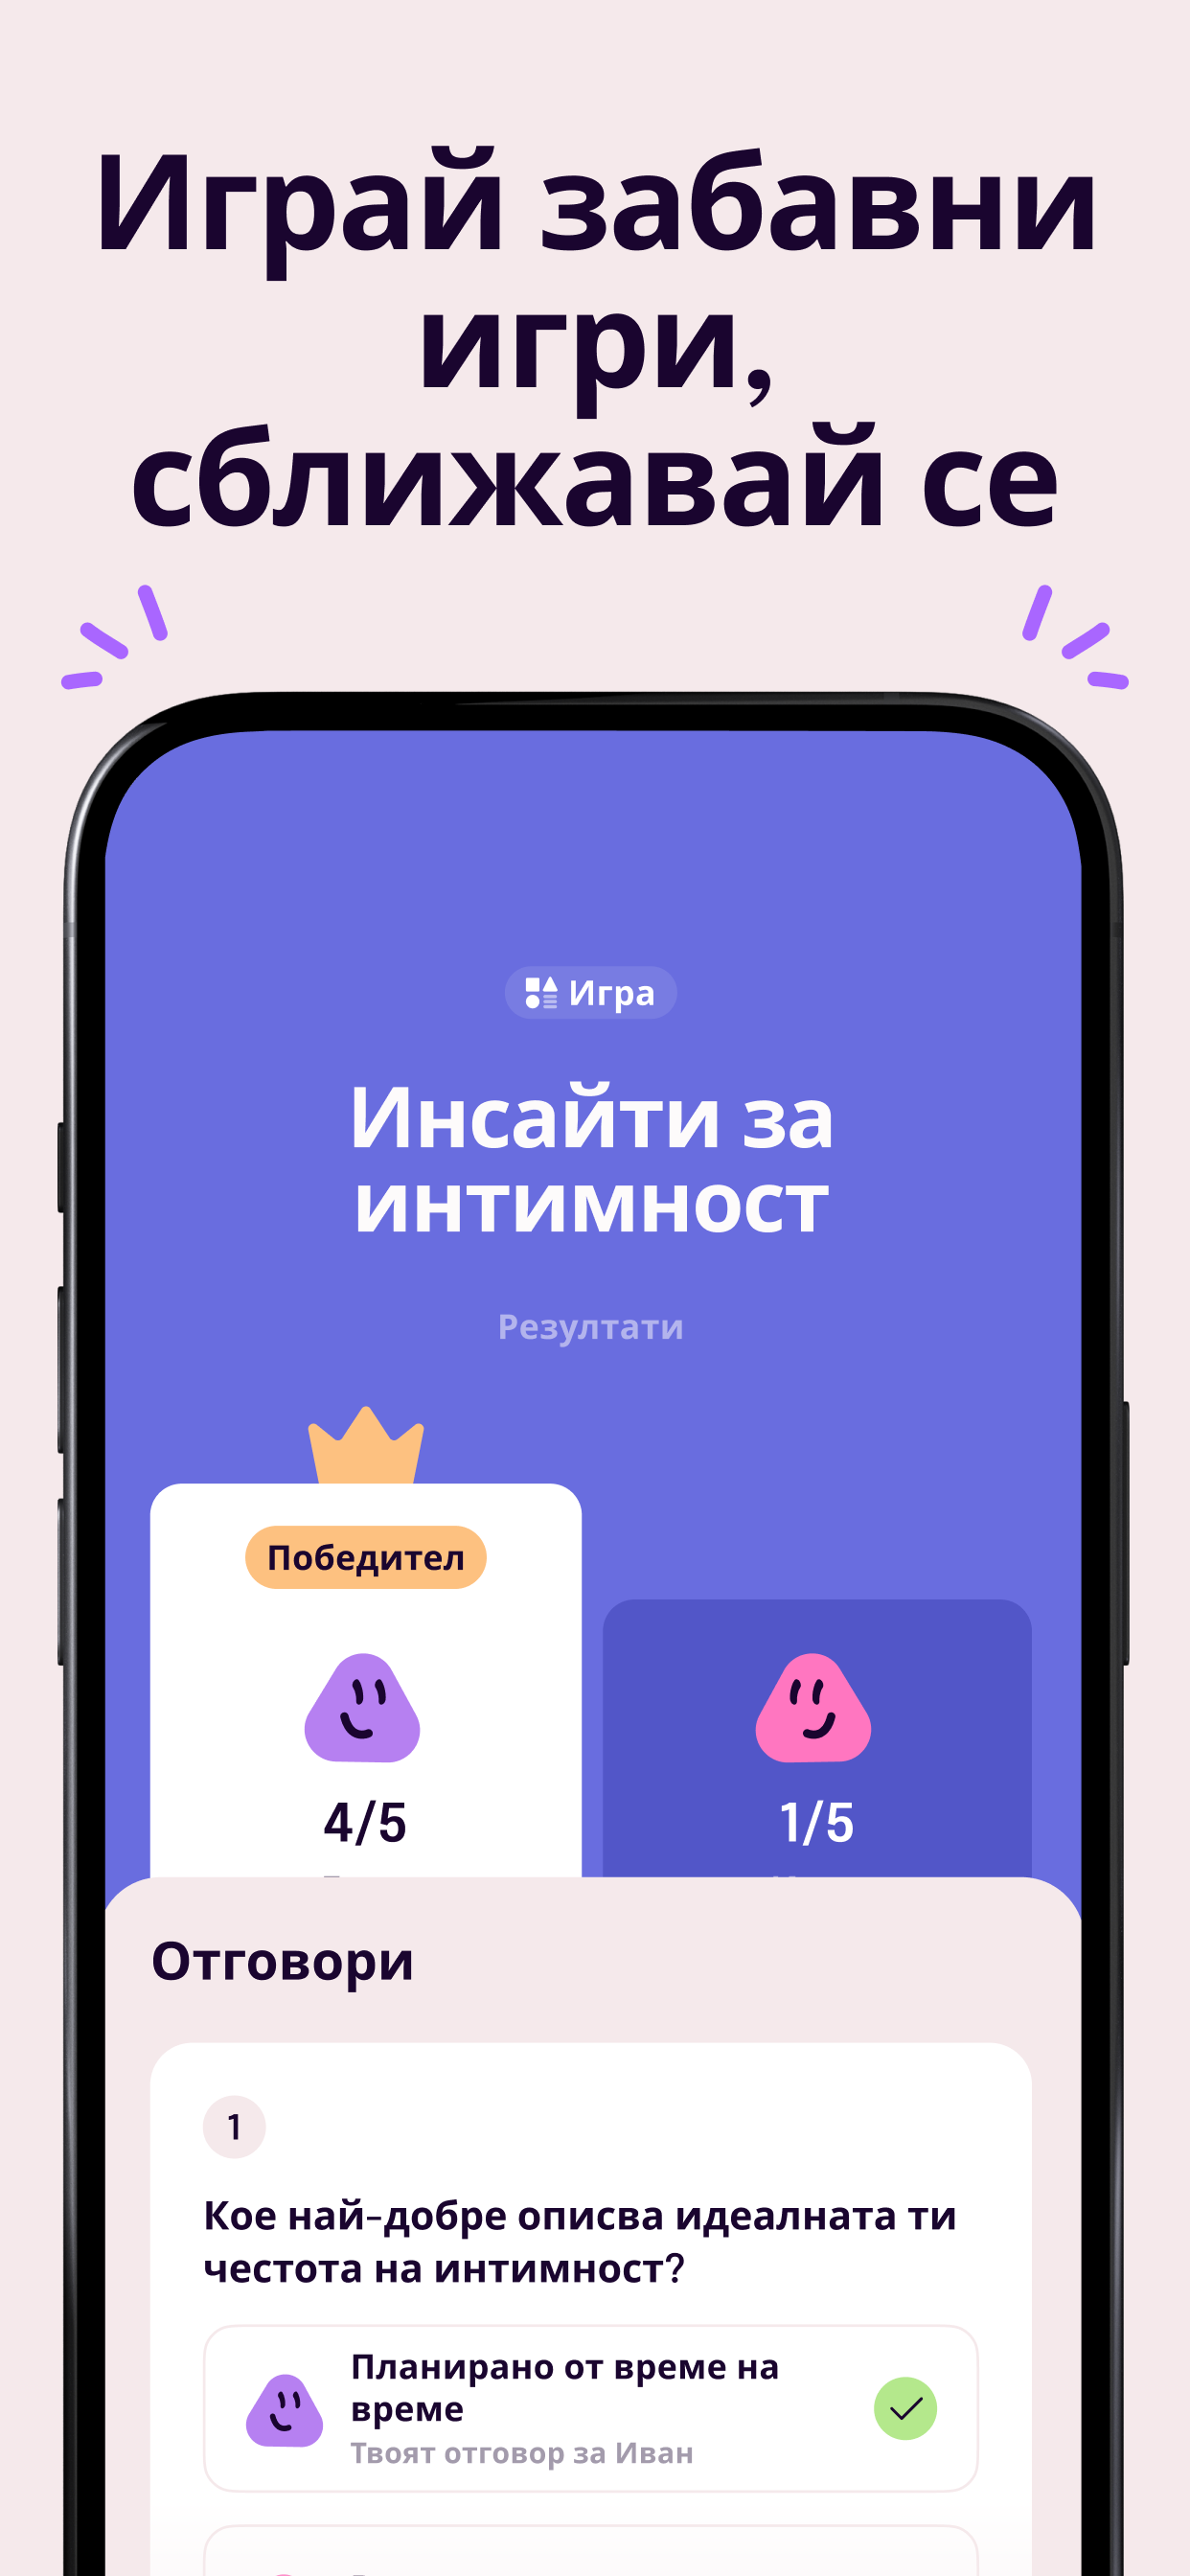 Играй забавни
игри,
сближавай се
Игра
Инсайти за
интимност
Резултати
Победител
4/5
1/5
Отговори
1
Кое най-добре описва идеалната ти
честота на интимност?
Планирано от време на
време
Твоят отговор за Иван